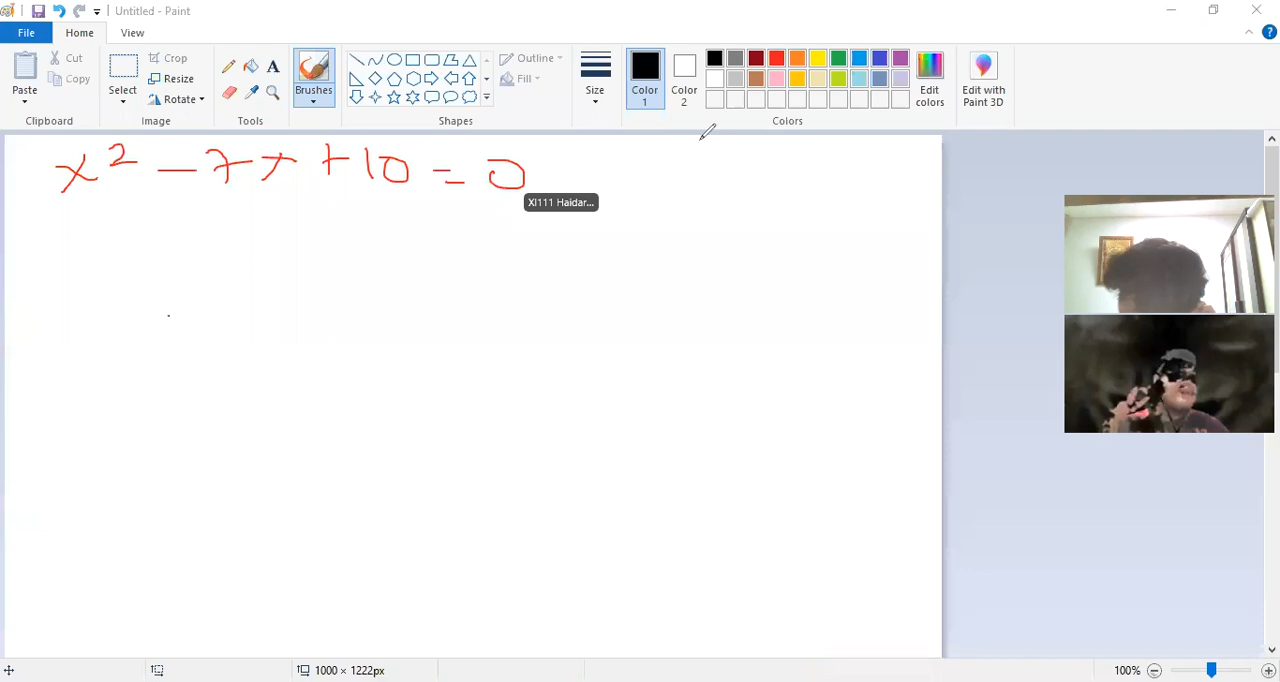 Untitled - Paint
File
Home
View
Paste
Cut
Copy
Clipboard
Select
Crop
Resize
Rotate
Image
A
Tools
Brushes
Shapes
Outline
Fill
Size
Color 1
Color 2
Edit colors
Edit with Paint 3D
Colors
x² – 7x + 10 = 0
XI111 Haidar...
1000 × 1222px
100%